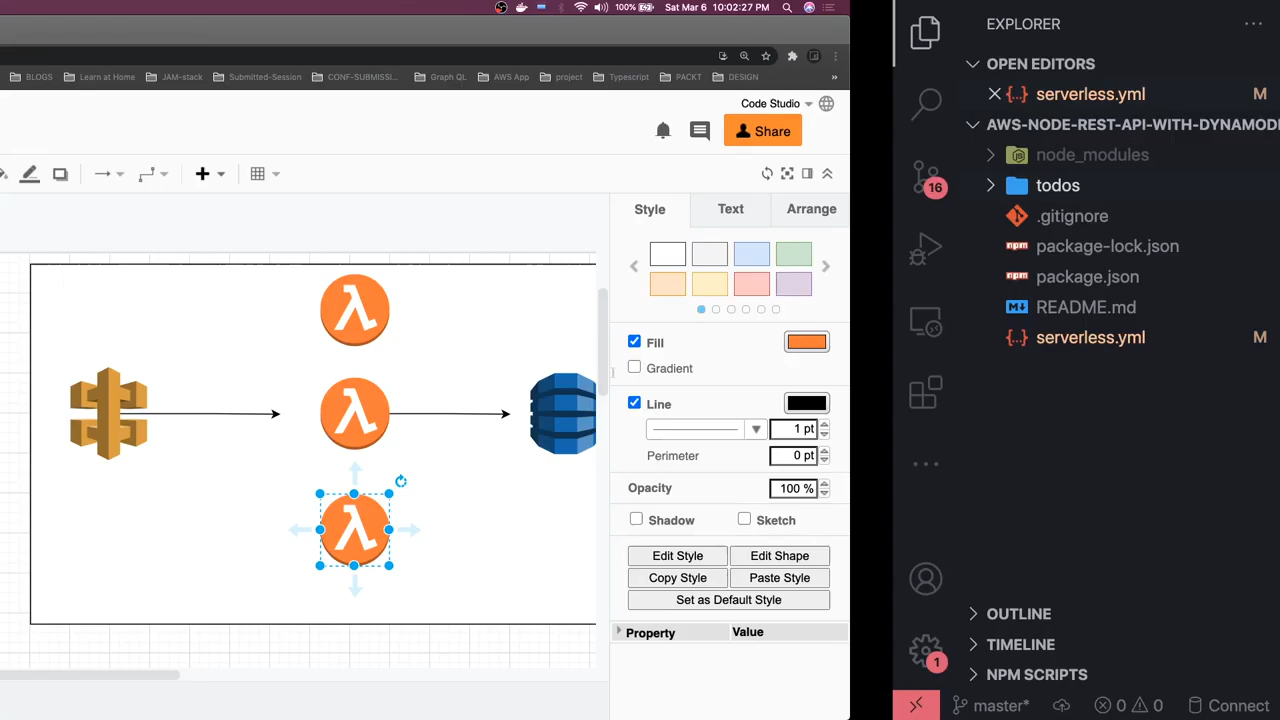 100% Sat Mar 6 10:02:27 PM
BLOGS Learn at Home JAM-stack Submitted-Session CONF-SUBMISSI... Graph QL AWS App project Typescript PACKT DESIGN »
Code Studio
Share
Style Text Arrange
Fill
Gradient
Line
1 pt
Perimeter 0 pt
Opacity 100 %
Shadow Sketch
Edit Style Edit Shape
Copy Style Paste Style
Set as Default Style
Property Value
EXPLORER
OPEN EDITORS
serverless.yml M
AWS-NODE-REST-API-WITH-DYNAMOD
node_modules
todos
16
.gitignore
package-lock.json
package.json
README.md
serverless.yml M
OUTLINE
TIMELINE
1
NPM SCRIPTS
master* 0 0 Connect